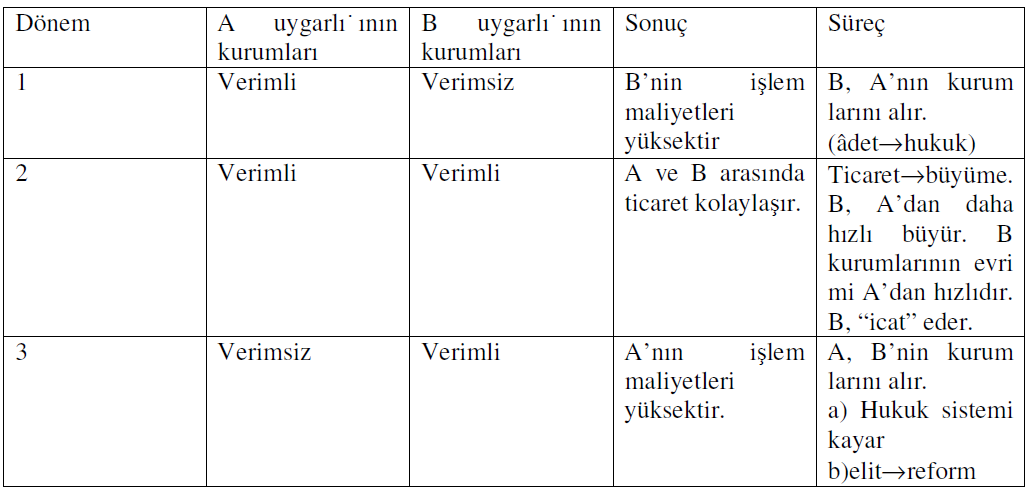 Dönem
A uygarlı˙ının
kurumları
B uygarlı˙ının
kurumları
Sonuç
Süreç
1
Verimli
Verimsiz
B’nin işlem
maliyetleri
yüksektir
B, A’nın kurum
larını alır.
(âdet→hukuk)
2
Verimli
Verimli
A ve B arasında
ticaret kolaylaşır.
Ticaret→büyüme.
B, A’dan daha
hızlı büyür. B
kurumlarının evri
mi A’dan hızlıdır.
B, “icat” eder.
3
Verimsiz
Verimli
A’nın işlem
maliyetleri
yüksektir.
A, B’nin kurum
larını alır.
a) Hukuk sistemi
kayar
b)elit→reform